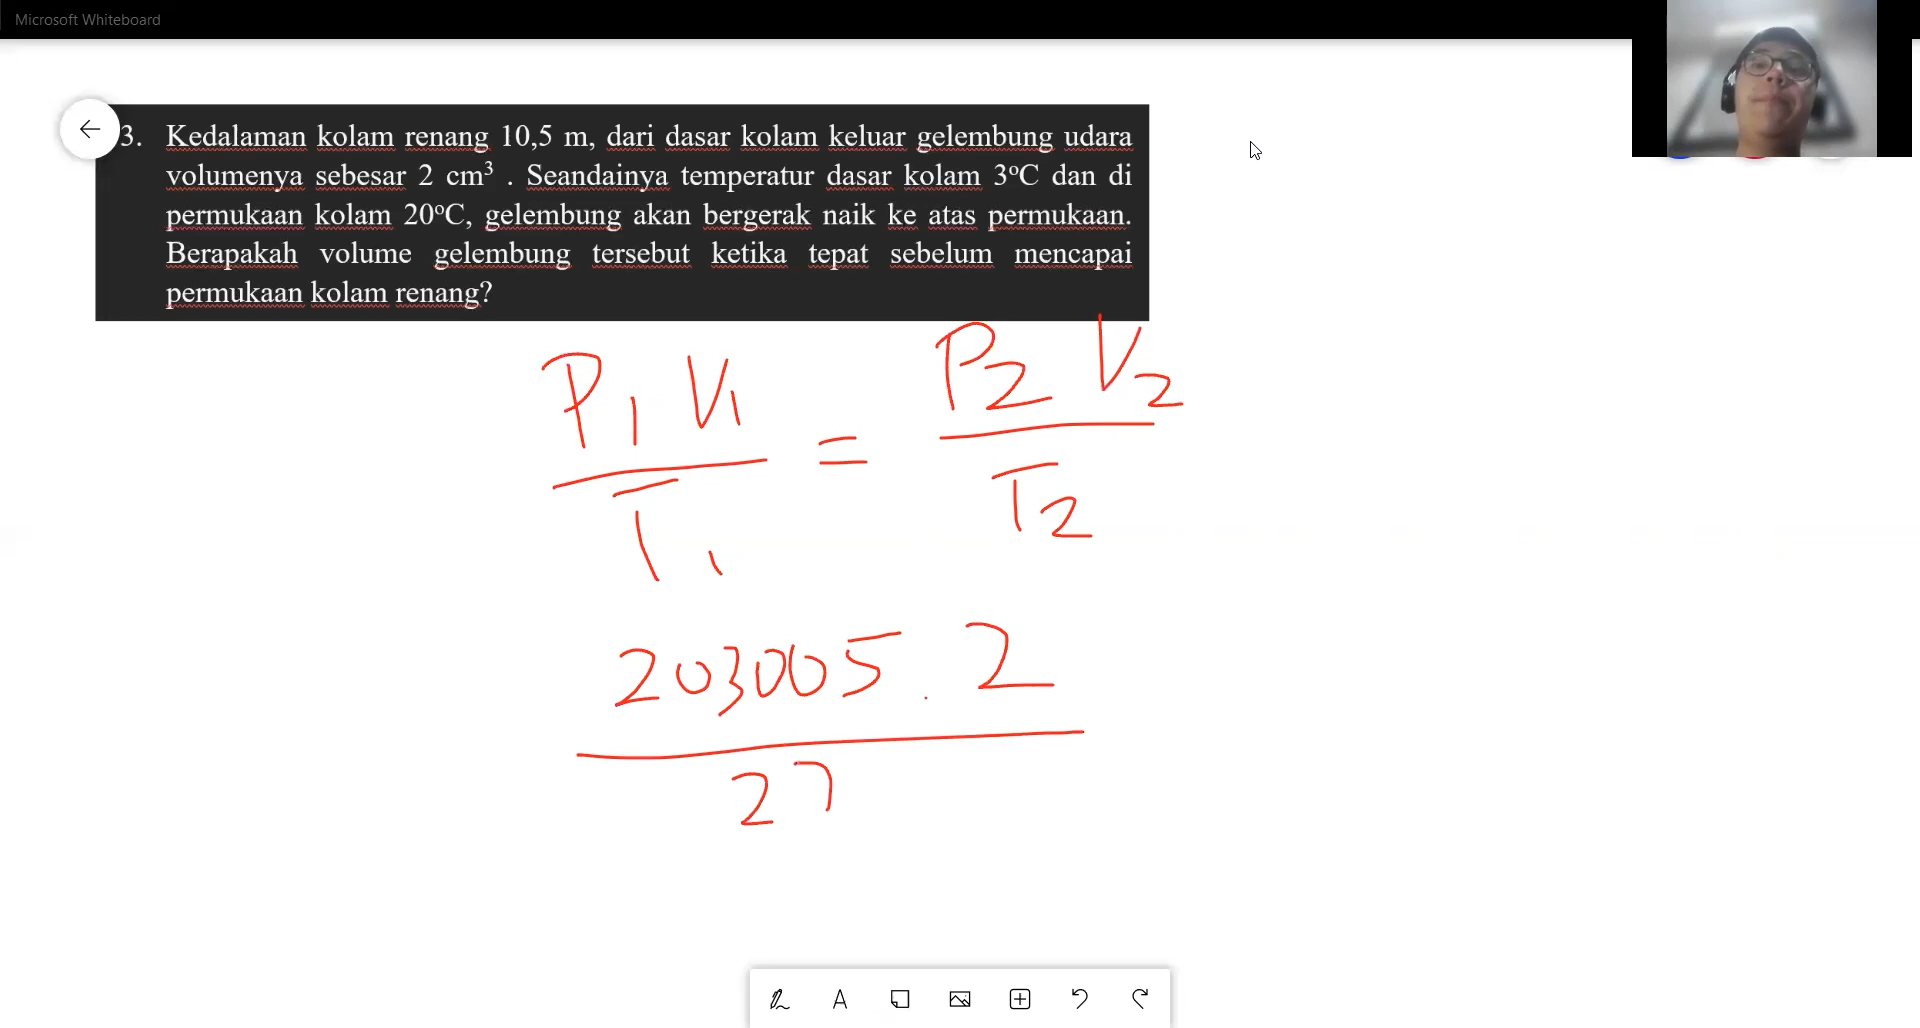 Microsoft Whiteboard
3. Kedalaman kolam renang 10,5 m, dari dasar kolam keluar gelembung udara
volumenya sebesar 2 cm³ . Seandainya temperatur dasar kolam 3°C dan di
permukaan kolam 20°C, gelembung akan bergerak naik ke atas permukaan.
Berapakah volume gelembung tersebut ketika tepat sebelum mencapai
permukaan kolam renang?
P₁ V₁ = P₂ V₂
T₁ T₂
203005 . 2
27
A